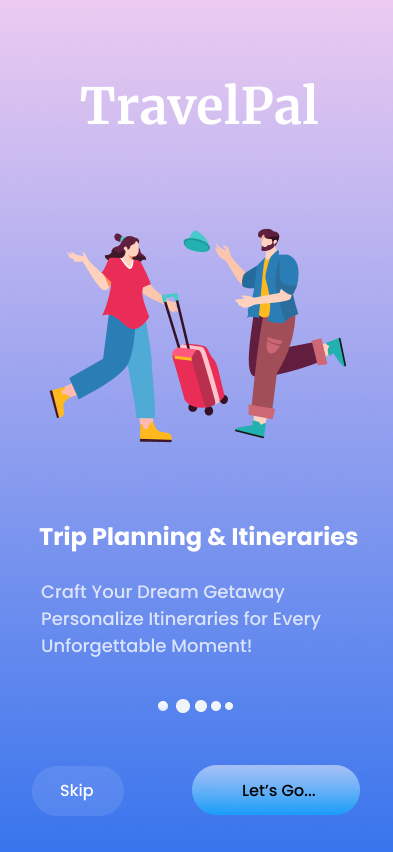 TravelPal
Trip Planning & Itineraries
Craft Your Dream Getaway
Personalize Itineraries for Every
Unforgettable Moment!
Skip
Let’s Go...